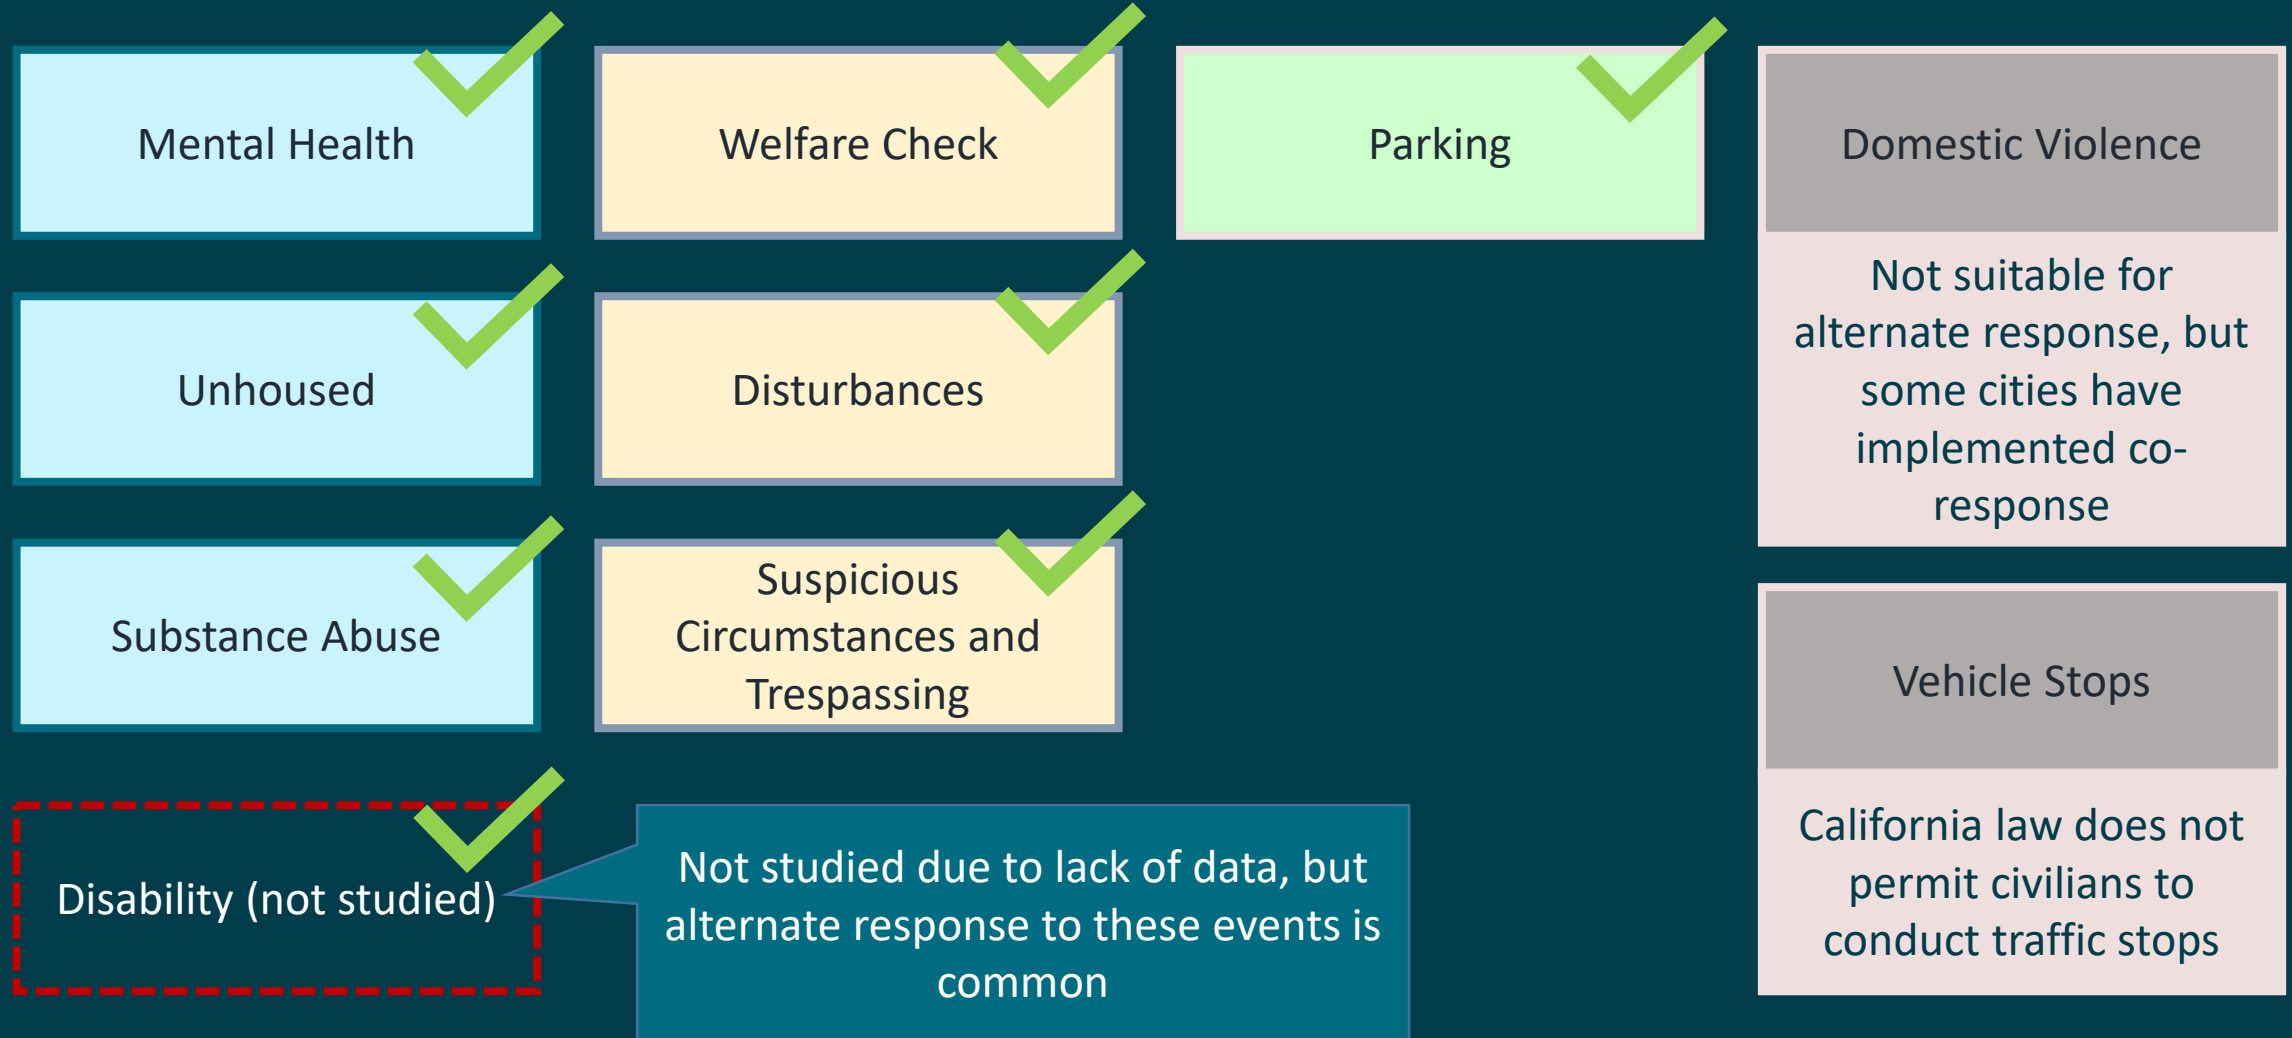 Mental Health
Welfare Check
Parking
Domestic Violence
Not suitable for
alternate response, but
some cities have
implemented co-
response
Unhoused
Disturbances
Substance Abuse
Suspicious
Circumstances and
Trespassing
Vehicle Stops
California law does not
permit civilians to
conduct traffic stops
Disability (not studied)
Not studied due to lack of data, but
alternate response to these events is
common